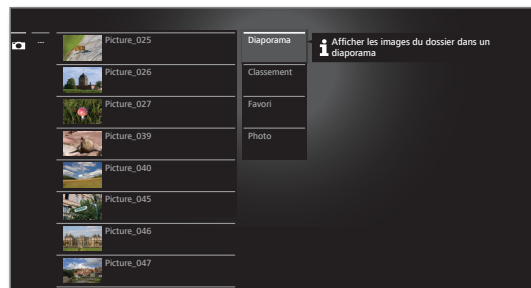 ...
Picture_025
Picture_026
Picture_027
Picture_039
Picture_040
Picture_045
Picture_046
Picture_047
Diaporama
Classement
Favori
Photo
Afficher les images du dossier dans un
diaporama